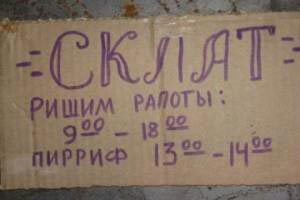 =СКЛАТ=
РИШИМ РАПОТЫ:
9⁰⁰ - 18⁰⁰
ПИРРИФ 13⁰⁰ - 14⁰⁰